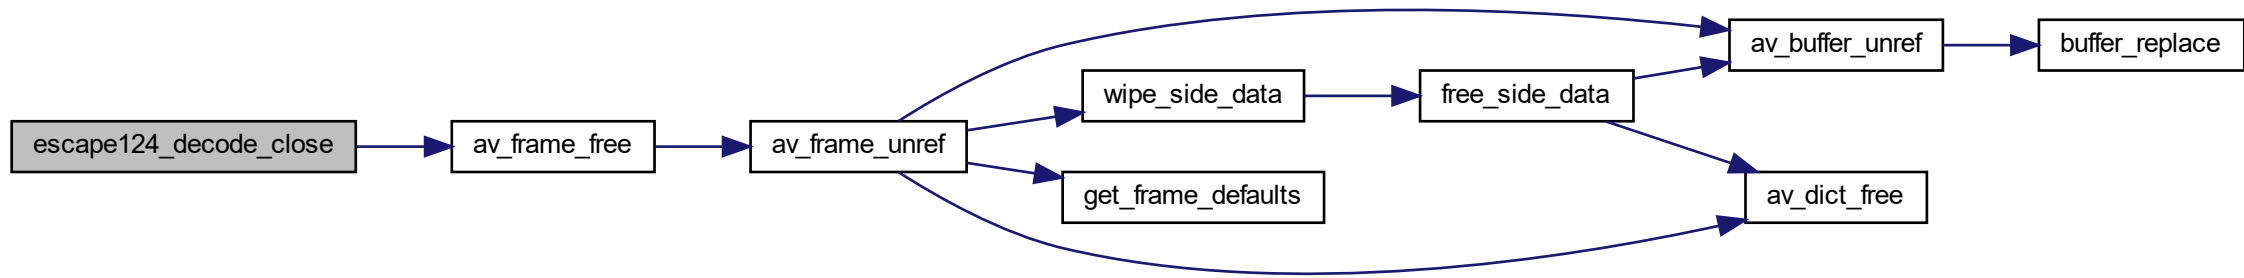 escape124_decode_close
av_frame_free
av_frame_unref
wipe_side_data
get_frame_defaults
free_side_data
av_buffer_unref
av_dict_free
buffer_replace